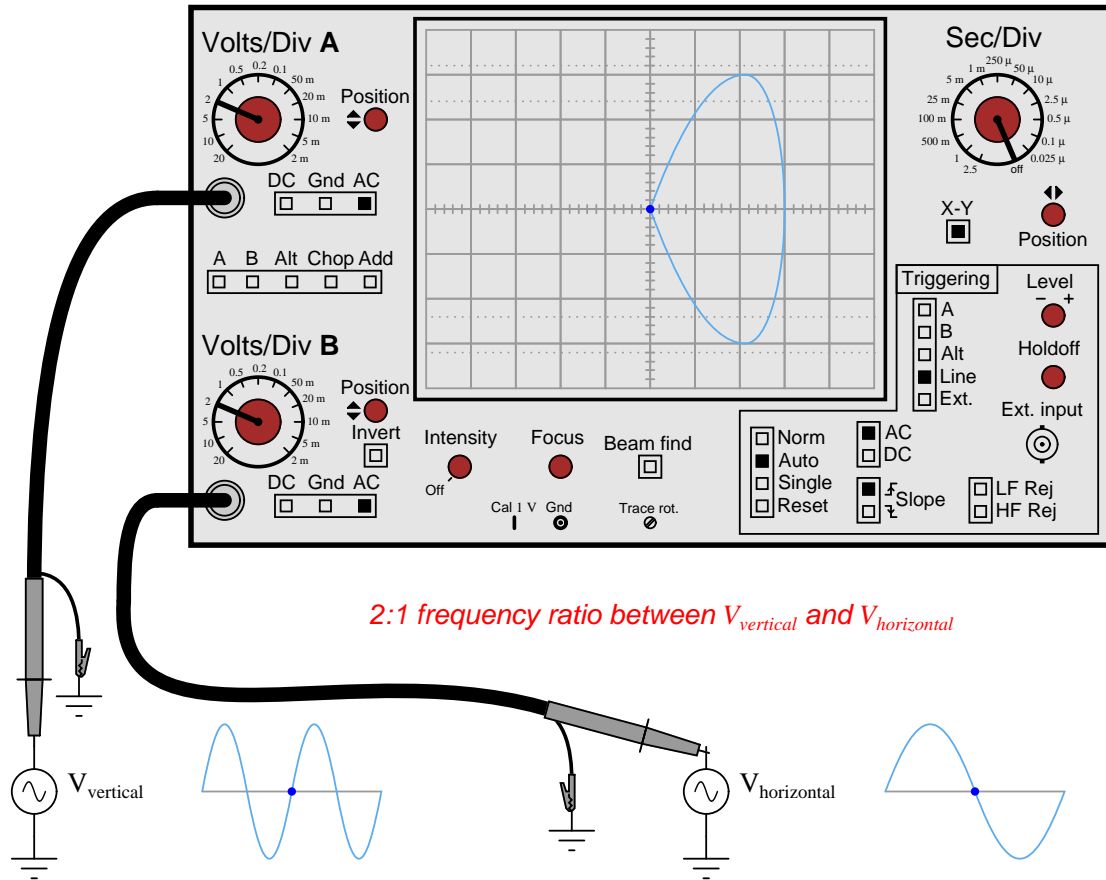 Volts/Div A
20 10 5 2 1 0.5 0.2 0.1 50 m 20 m 10 m 5 m 2 m
Position
DC Gnd AC
A B Alt Chop Add
Volts/Div B
20 10 5 2 1 0.5 0.2 0.1 50 m 20 m 10 m 5 m 2 m
Position
Invert
DC Gnd AC
Intensity
Off
Focus
Beam find
Cal 1 V Gnd
Trace rot.
Sec/Div
1 2.5 500 m 100 m 25 m 5 m 1 m 250 µ 50 µ 10 µ 2.5 µ 0.5 µ 0.1 µ 0.025 µ off
X-Y
Position
Triggering
A
B
Alt
Line
Ext.
Level
− +
Holdoff
Ext. input
Norm
Auto
Single
Reset
AC
DC
Slope
LF Rej
HF Rej
2:1 frequency ratio between Vvertical and Vhorizontal
Vvertical
Vhorizontal